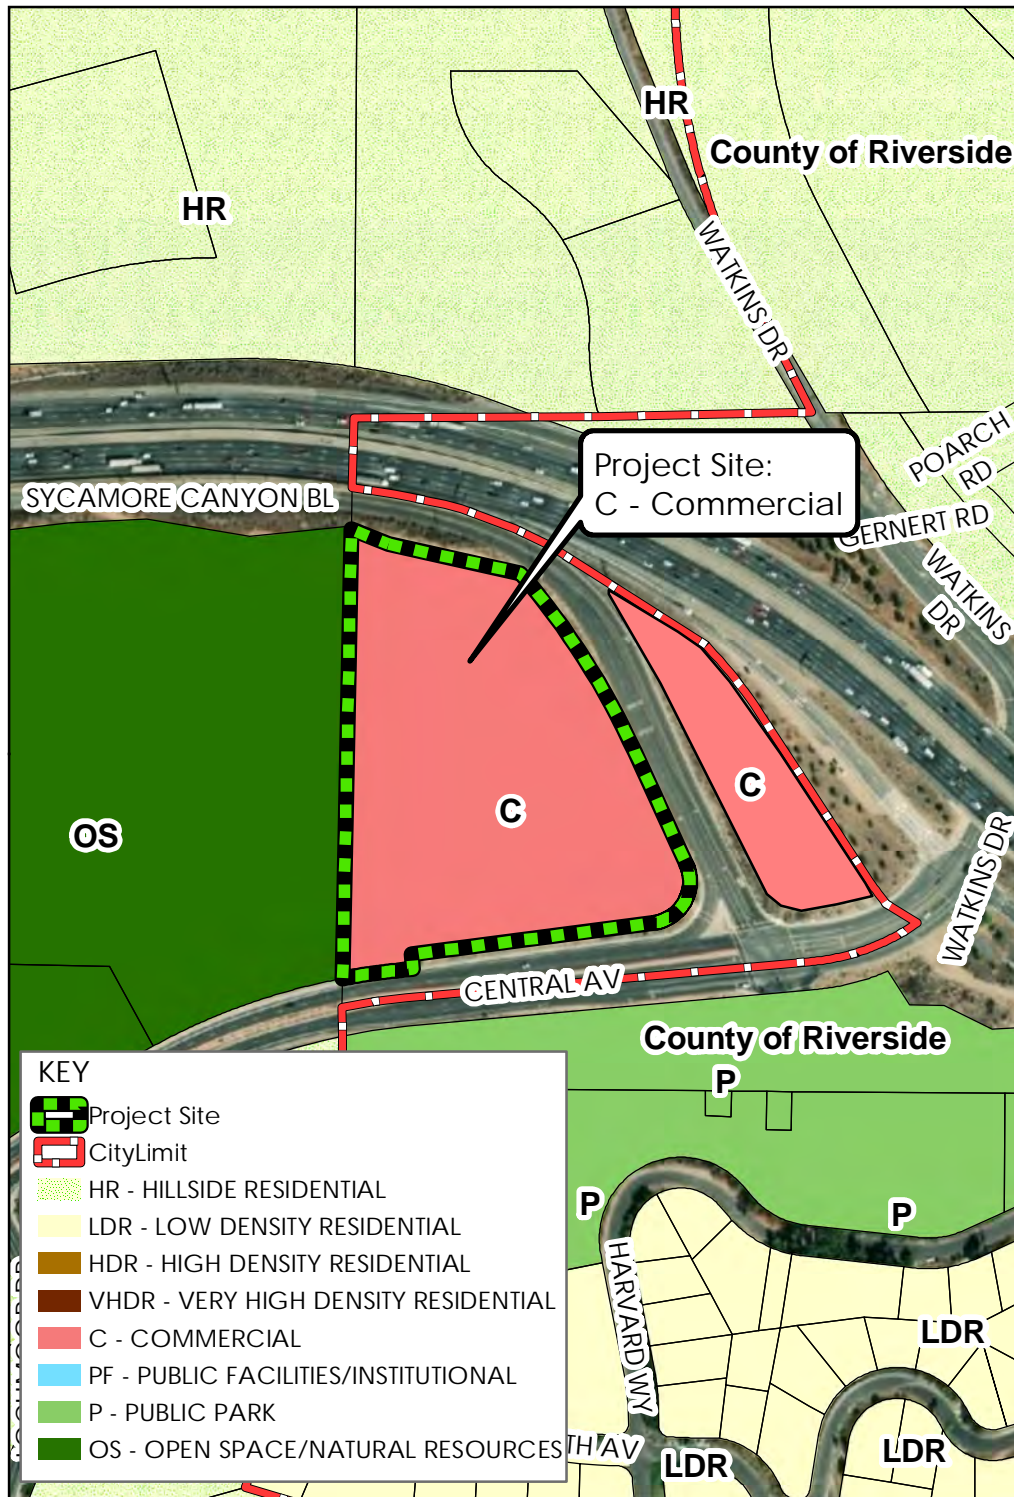 HR
County of Riverside
HR
WATKINS DR
POARCH
RD
Project Site:
C - Commercial
SYCAMORE CANYON BL
GERNERT RD
WATKINS
DR
C
C
OS
WATKINS DR
CENTRAL AV
County of Riverside
P
KEY
Project Site
CityLimit
HR - HILLSIDE RESIDENTIAL
LDR - LOW DENSITY RESIDENTIAL
HDR - HIGH DENSITY RESIDENTIAL
VHDR - VERY HIGH DENSITY RESIDENTIAL
C - COMMERCIAL
PF - PUBLIC FACILITIES/INSTITUTIONAL
P - PUBLIC PARK
OS - OPEN SPACE/NATURAL RESOURCES
P
P
HARVARD WY
LDR
TH AV
LDR
LDR